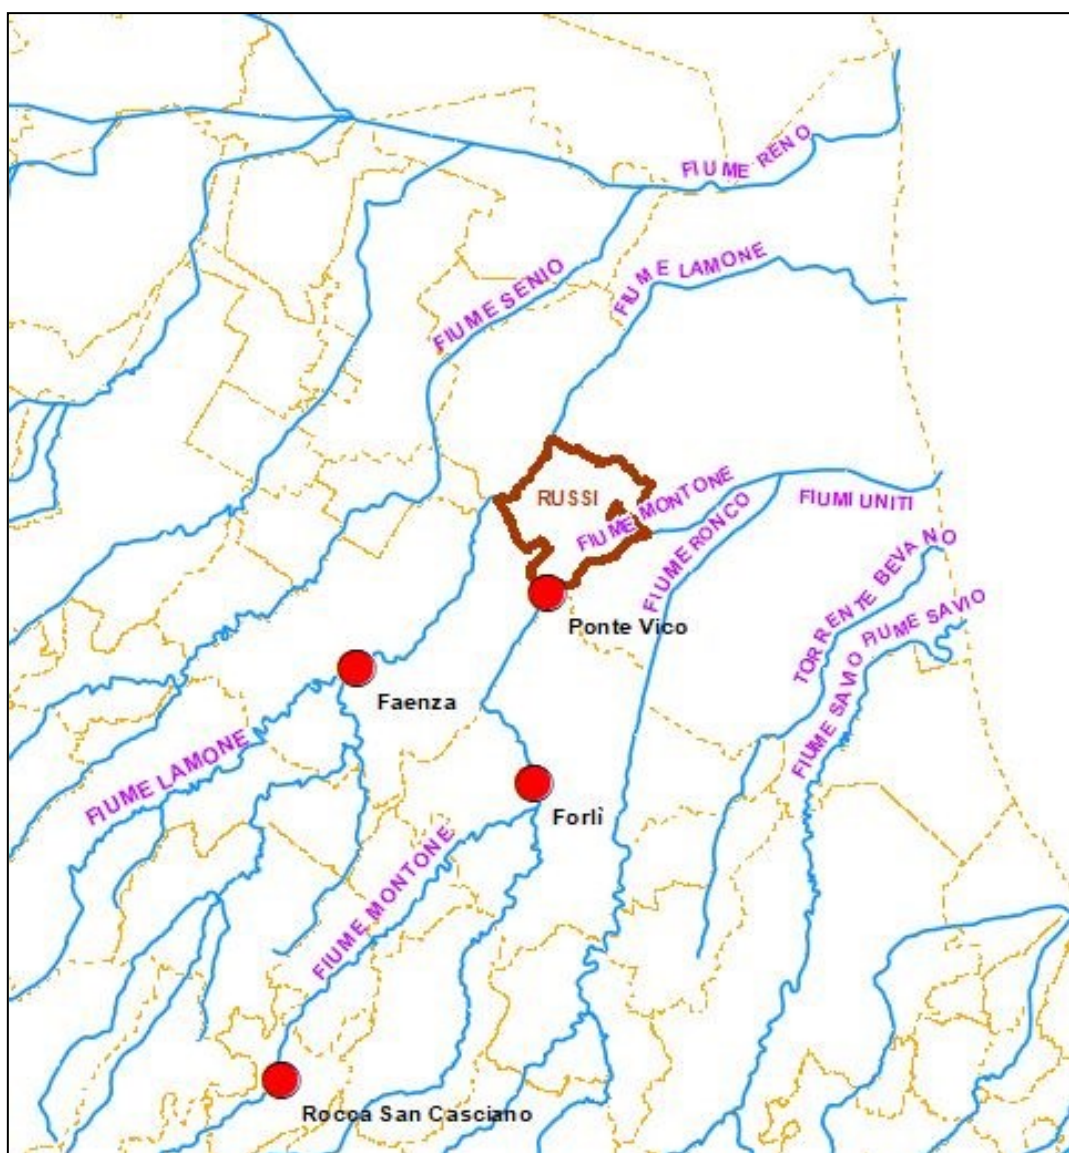 FIUME RENO
FIUME LAMONE
FIUME SENIO
RUSSI
FIUME MONTONE
FIUME RONCO
FIUMI UNITI
TORRENTE BEVANO
FIUME SAVIO
FIUME SAVIO
Ponte Vico
Faenza
FIUME LAMONE
Forlì
FIUME MONTONE
Rocca San Casciano